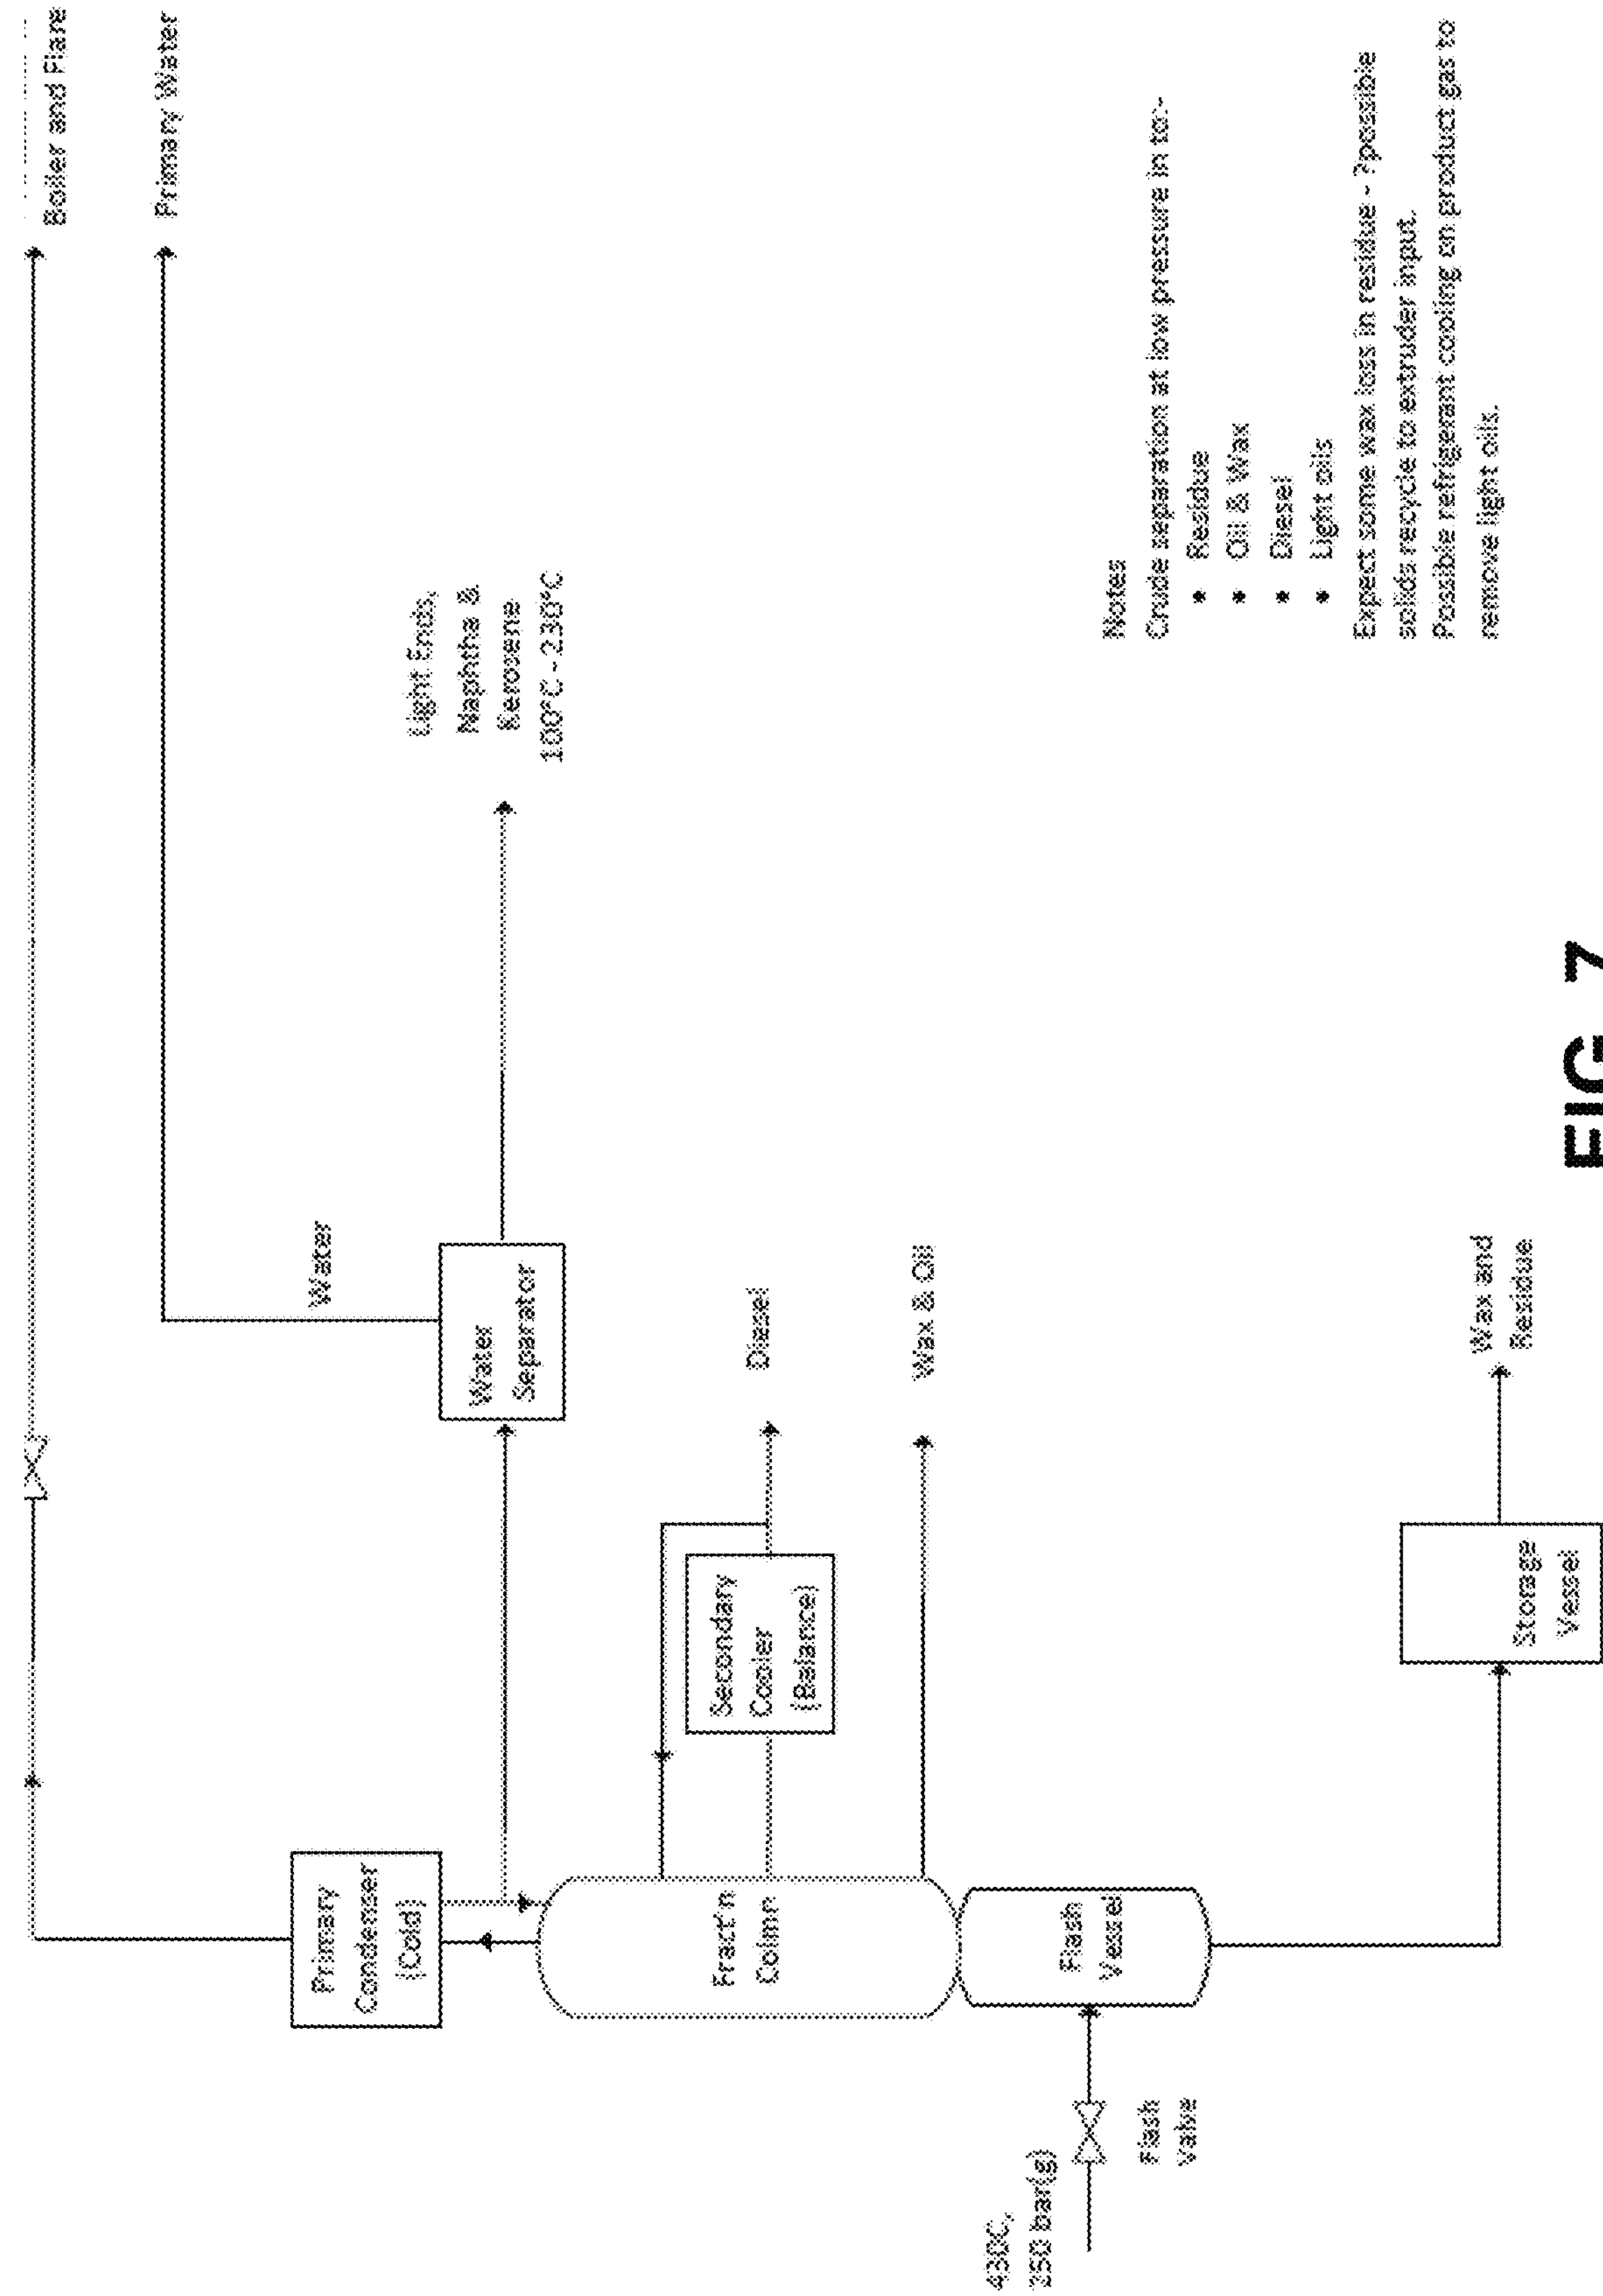 Boiler and Flare
Primary Water
Water
Light Ends,
Naphtha &
Kerosene
100°C - 230°C
Primary
Condenser
(Cold)
Water
Separator
Fract'n
Colmn
Secondary
Cooler
(Balance)
Diesel
Wax & Oil
430C,
250 bar(g)
Flash
Valve
Flash
Vessel
Storage
Vessel
Wax and
Residue
Notes
Crude separation at low pressure in to:-
• Residue
• Oil & Wax
• Diesel
• Light oils
Expect some wax loss in residue - ?possible
solids recycle to extruder input.
Possible refrigerant cooling on product gas to
remove light oils.
FIG 7